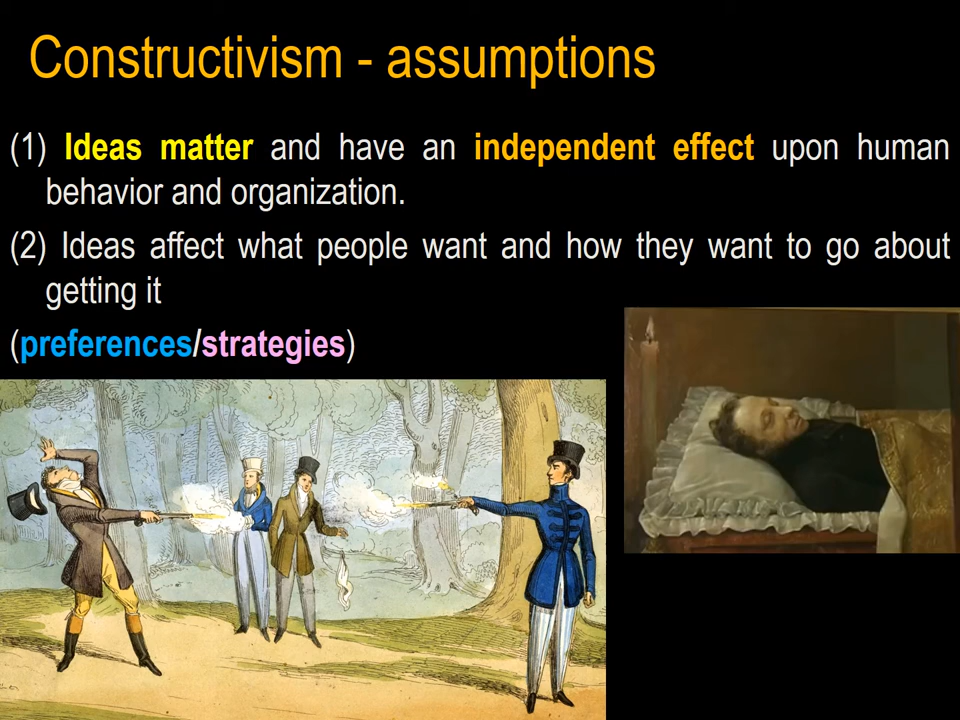 Constructivism - assumptions
(1) Ideas matter and have an independent effect upon human
behavior and organization.
(2) Ideas affect what people want and how they want to go about
getting it
(preferences/strategies)